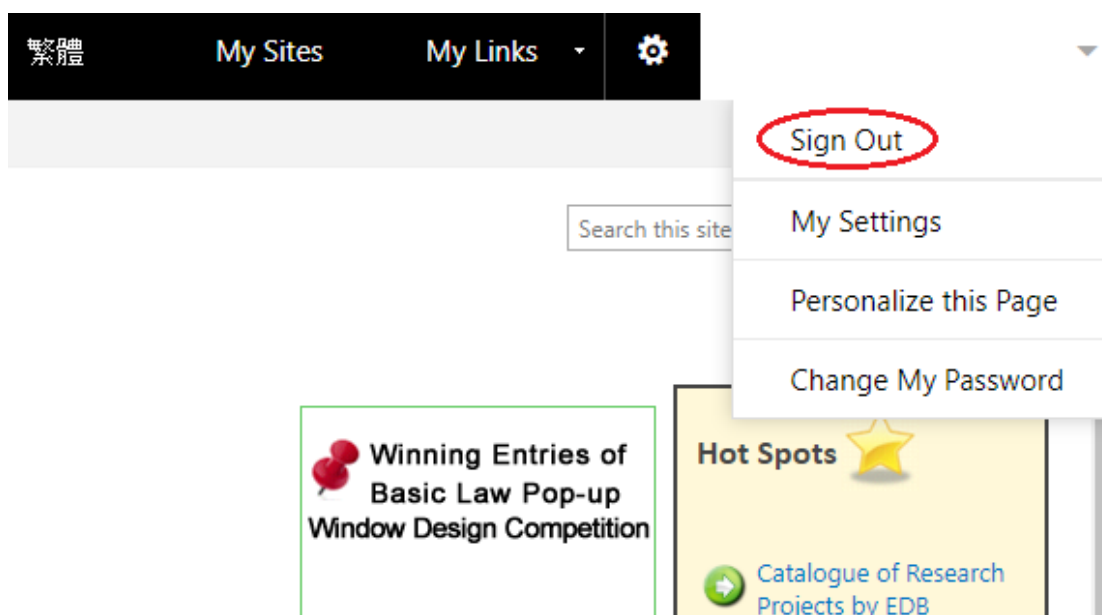 繁體 My Sites My Links
Sign Out
Search this site
My Settings
Personalize this Page
Change My Password
Winning Entries of
Basic Law Pop-up
Window Design Competition
Hot Spots
Catalogue of Research
Projects by EDB